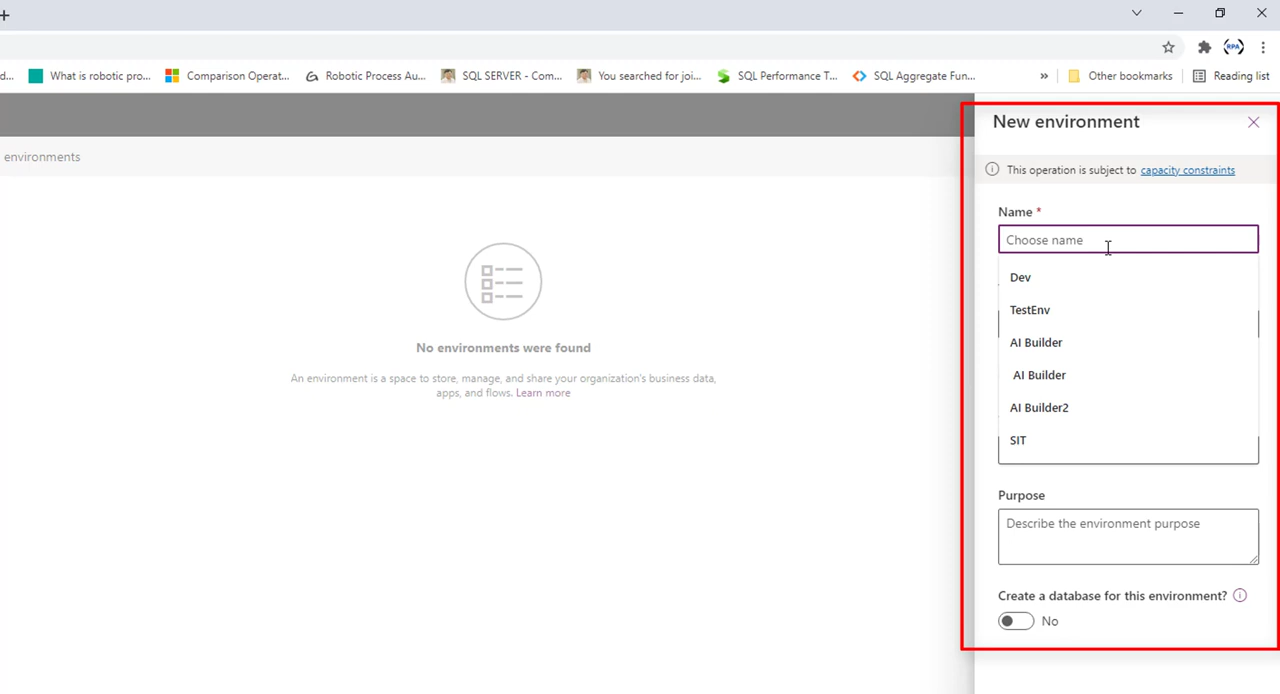 d...
What is robotic pro...
Comparison Operat...
Robotic Process Au...
SQL SERVER - Com...
You searched for joi...
SQL Performance T...
SQL Aggregate Fun...
»
Other bookmarks
Reading list
RPA
environments
No environments were found
An environment is a space to store, manage, and share your organization's business data,
apps, and flows. Learn more
New environment
This operation is subject to capacity constraints
Name *
Choose name
Dev
TestEnv
AI Builder
AI Builder
AI Builder2
SIT
Purpose
Describe the environment purpose
Create a database for this environment?
No